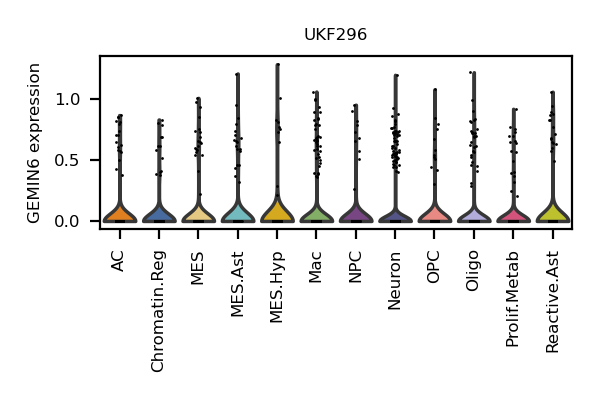 UKF296
GEMIN6 expression
1.0
0.5
0.0
AC
Chromatin.Reg
MES
MES.Ast
MES.Hyp
Mac
NPC
Neuron
OPC
Oligo
Prolif.Metab
Reactive.Ast